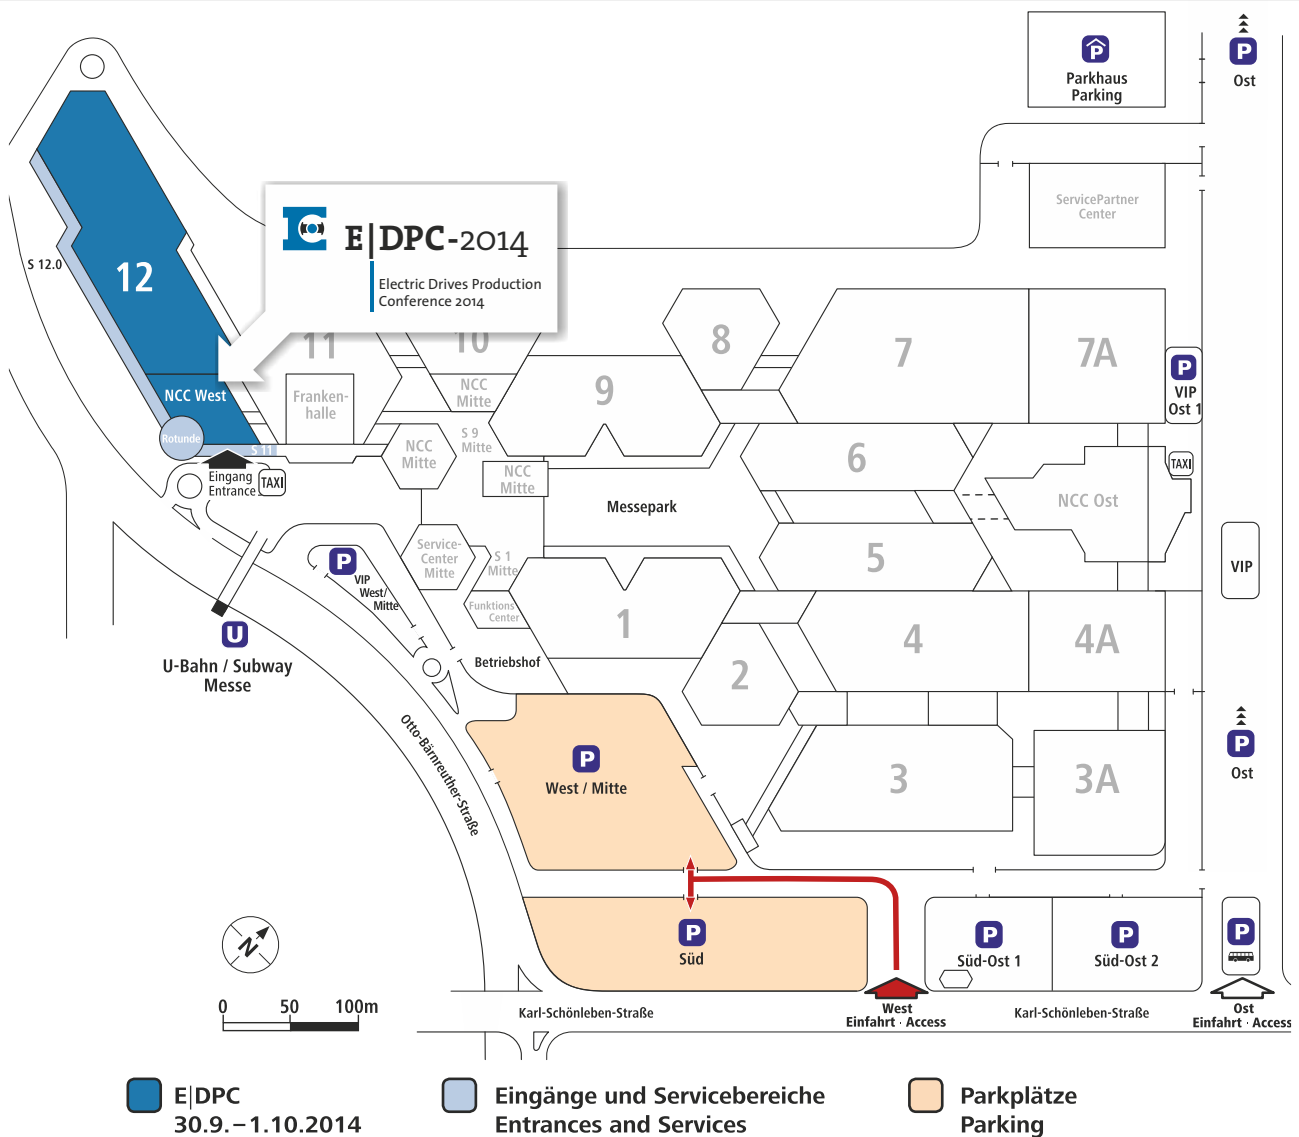 P
Ost
P
Parkhaus
Parking
ServicePartner
Center
E|DPC-2014
Electric Drives Production
Conference 2014
S 12.0
12
11
10
8
7
7A
P
VIP
Ost 1
NCC West
Franken-
halle
NCC
Mitte
9
Rotunde
S 11
NCC
Mitte
S 9
Mitte
NCC
Mitte
6
TAXI
Eingang
Entrance
TAXI
Messepark
NCC Ost
5
VIP
P
VIP
West/
Mitte
Service-
Center
Mitte
S 1
Mitte
Funktions
Center
1
4
4A
U
U-Bahn / Subway
Messe
Betriebshof
2
Otto-Bärnreuther-Straße
P
West / Mitte
3
3A
P
Ost
P
Süd
P
Süd-Ost 1
P
Süd-Ost 2
P
N
0 50 100m
Karl-Schönleben-Straße
West
Einfahrt · Access
Karl-Schönleben-Straße
Ost
Einfahrt · Access
E|DPC
30.9.–1.10.2014
Eingänge und Servicebereiche
Entrances and Services
Parkplätze
Parking